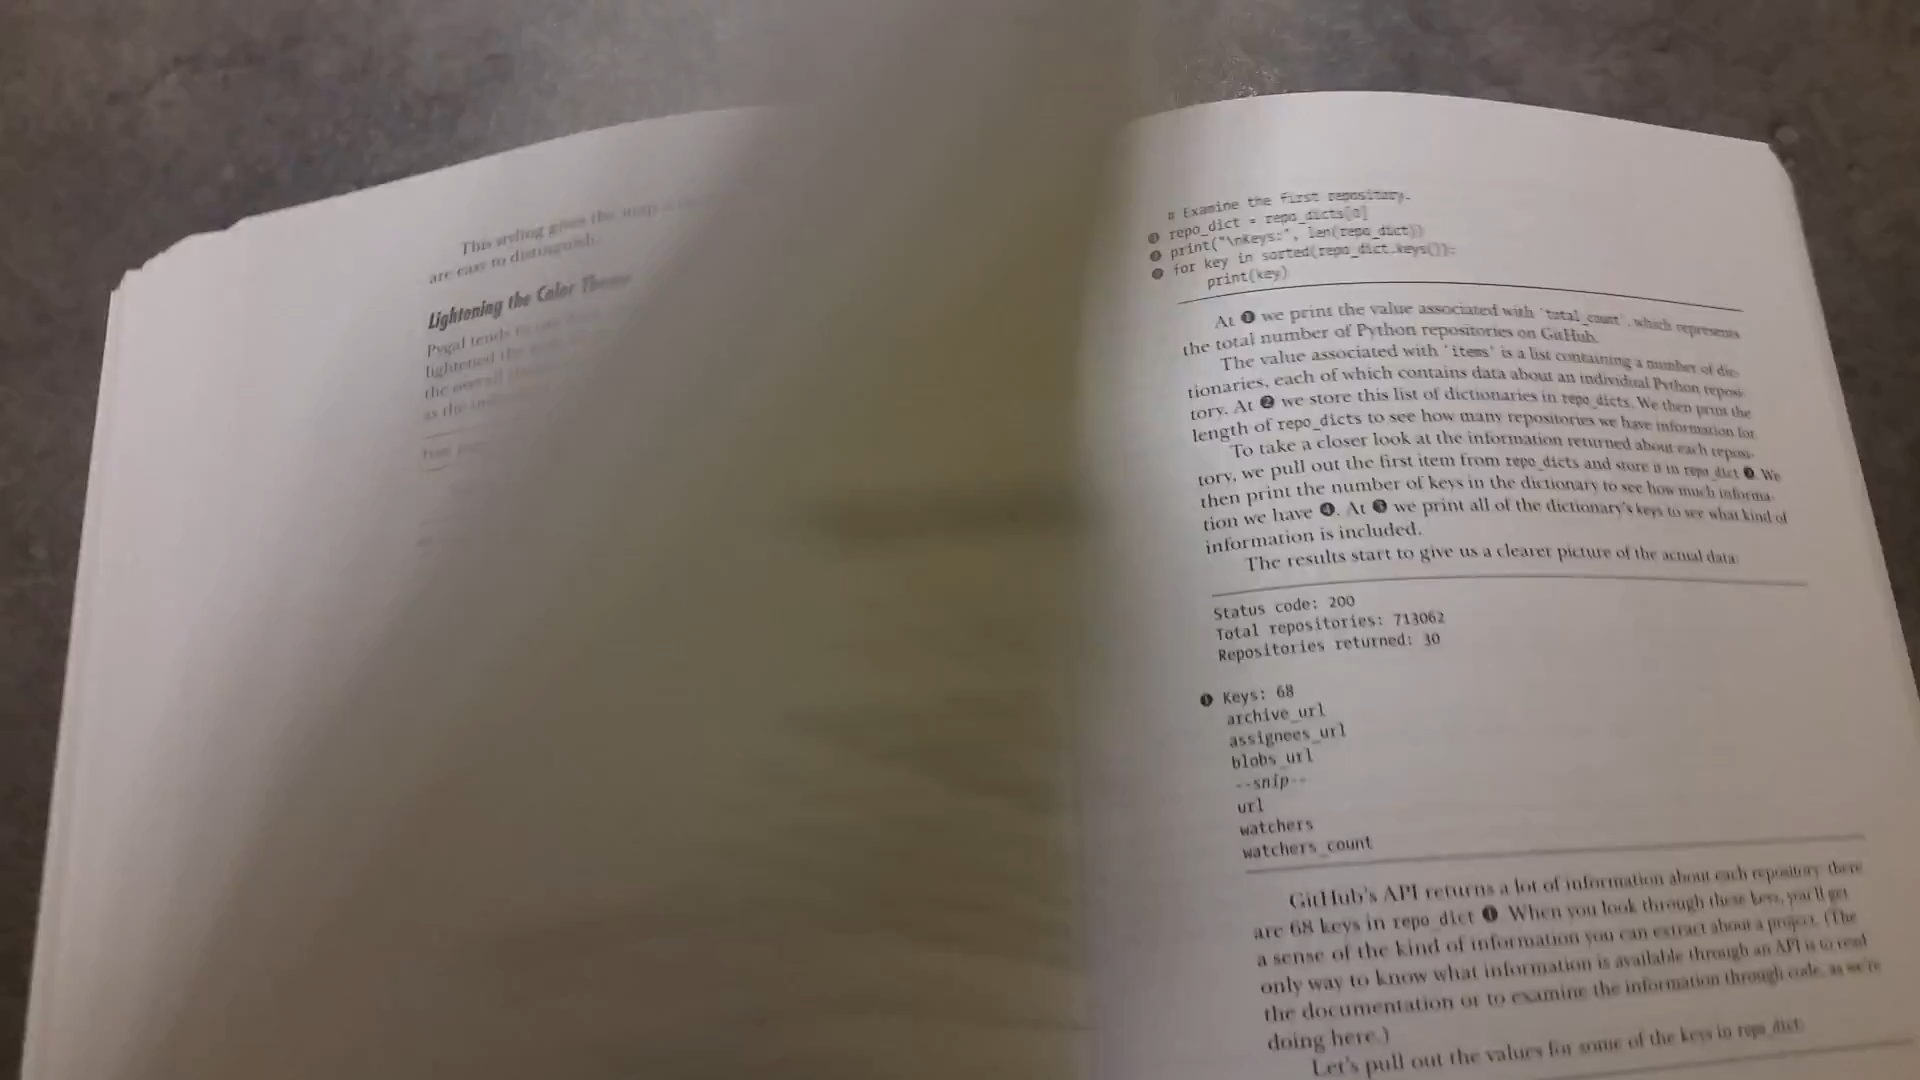 This styling gives the map
are easy to distinguish.
Lightening the Color Theme
Pygal tends to
lightened the
the overall
as the
# Examine the first repository.
❸ repo_dict = repo_dicts[0]
❹ print("\nKeys:", len(repo_dict))
❺ for key in sorted(repo_dict.keys()):
print(key)
At ❶ we print the value associated with 'total_count', which represents
the total number of Python repositories on GitHub.
The value associated with 'items' is a list containing a number of dic-
tionaries, each of which contains data about an individual Python reposi-
tory. At ❷ we store this list of dictionaries in repo_dicts. We then print the
length of repo_dicts to see how many repositories we have information for.
To take a closer look at the information returned about each reposi-
tory, we pull out the first item from repo_dicts and store it in repo_dict ❸. We
then print the number of keys in the dictionary to see how much informa-
tion we have ❹. At ❺ we print all of the dictionary's keys to see what kind of
information is included.
The results start to give us a clearer picture of the actual data:
Status code: 200
Total repositories: 713062
Repositories returned: 30
❶ Keys: 68
archive_url
assignees_url
blobs_url
--snip--
url
watchers
watchers_count
GitHub's API returns a lot of information about each repository: there
are 68 keys in repo_dict ❶. When you look through these keys, you'll get
a sense of the kind of information you can extract about a project. (The
only way to know what information is available through an API is to read
the documentation or to examine the information through code, as we're
doing here.)
Let's pull out the values for some of the keys in repo_dict: